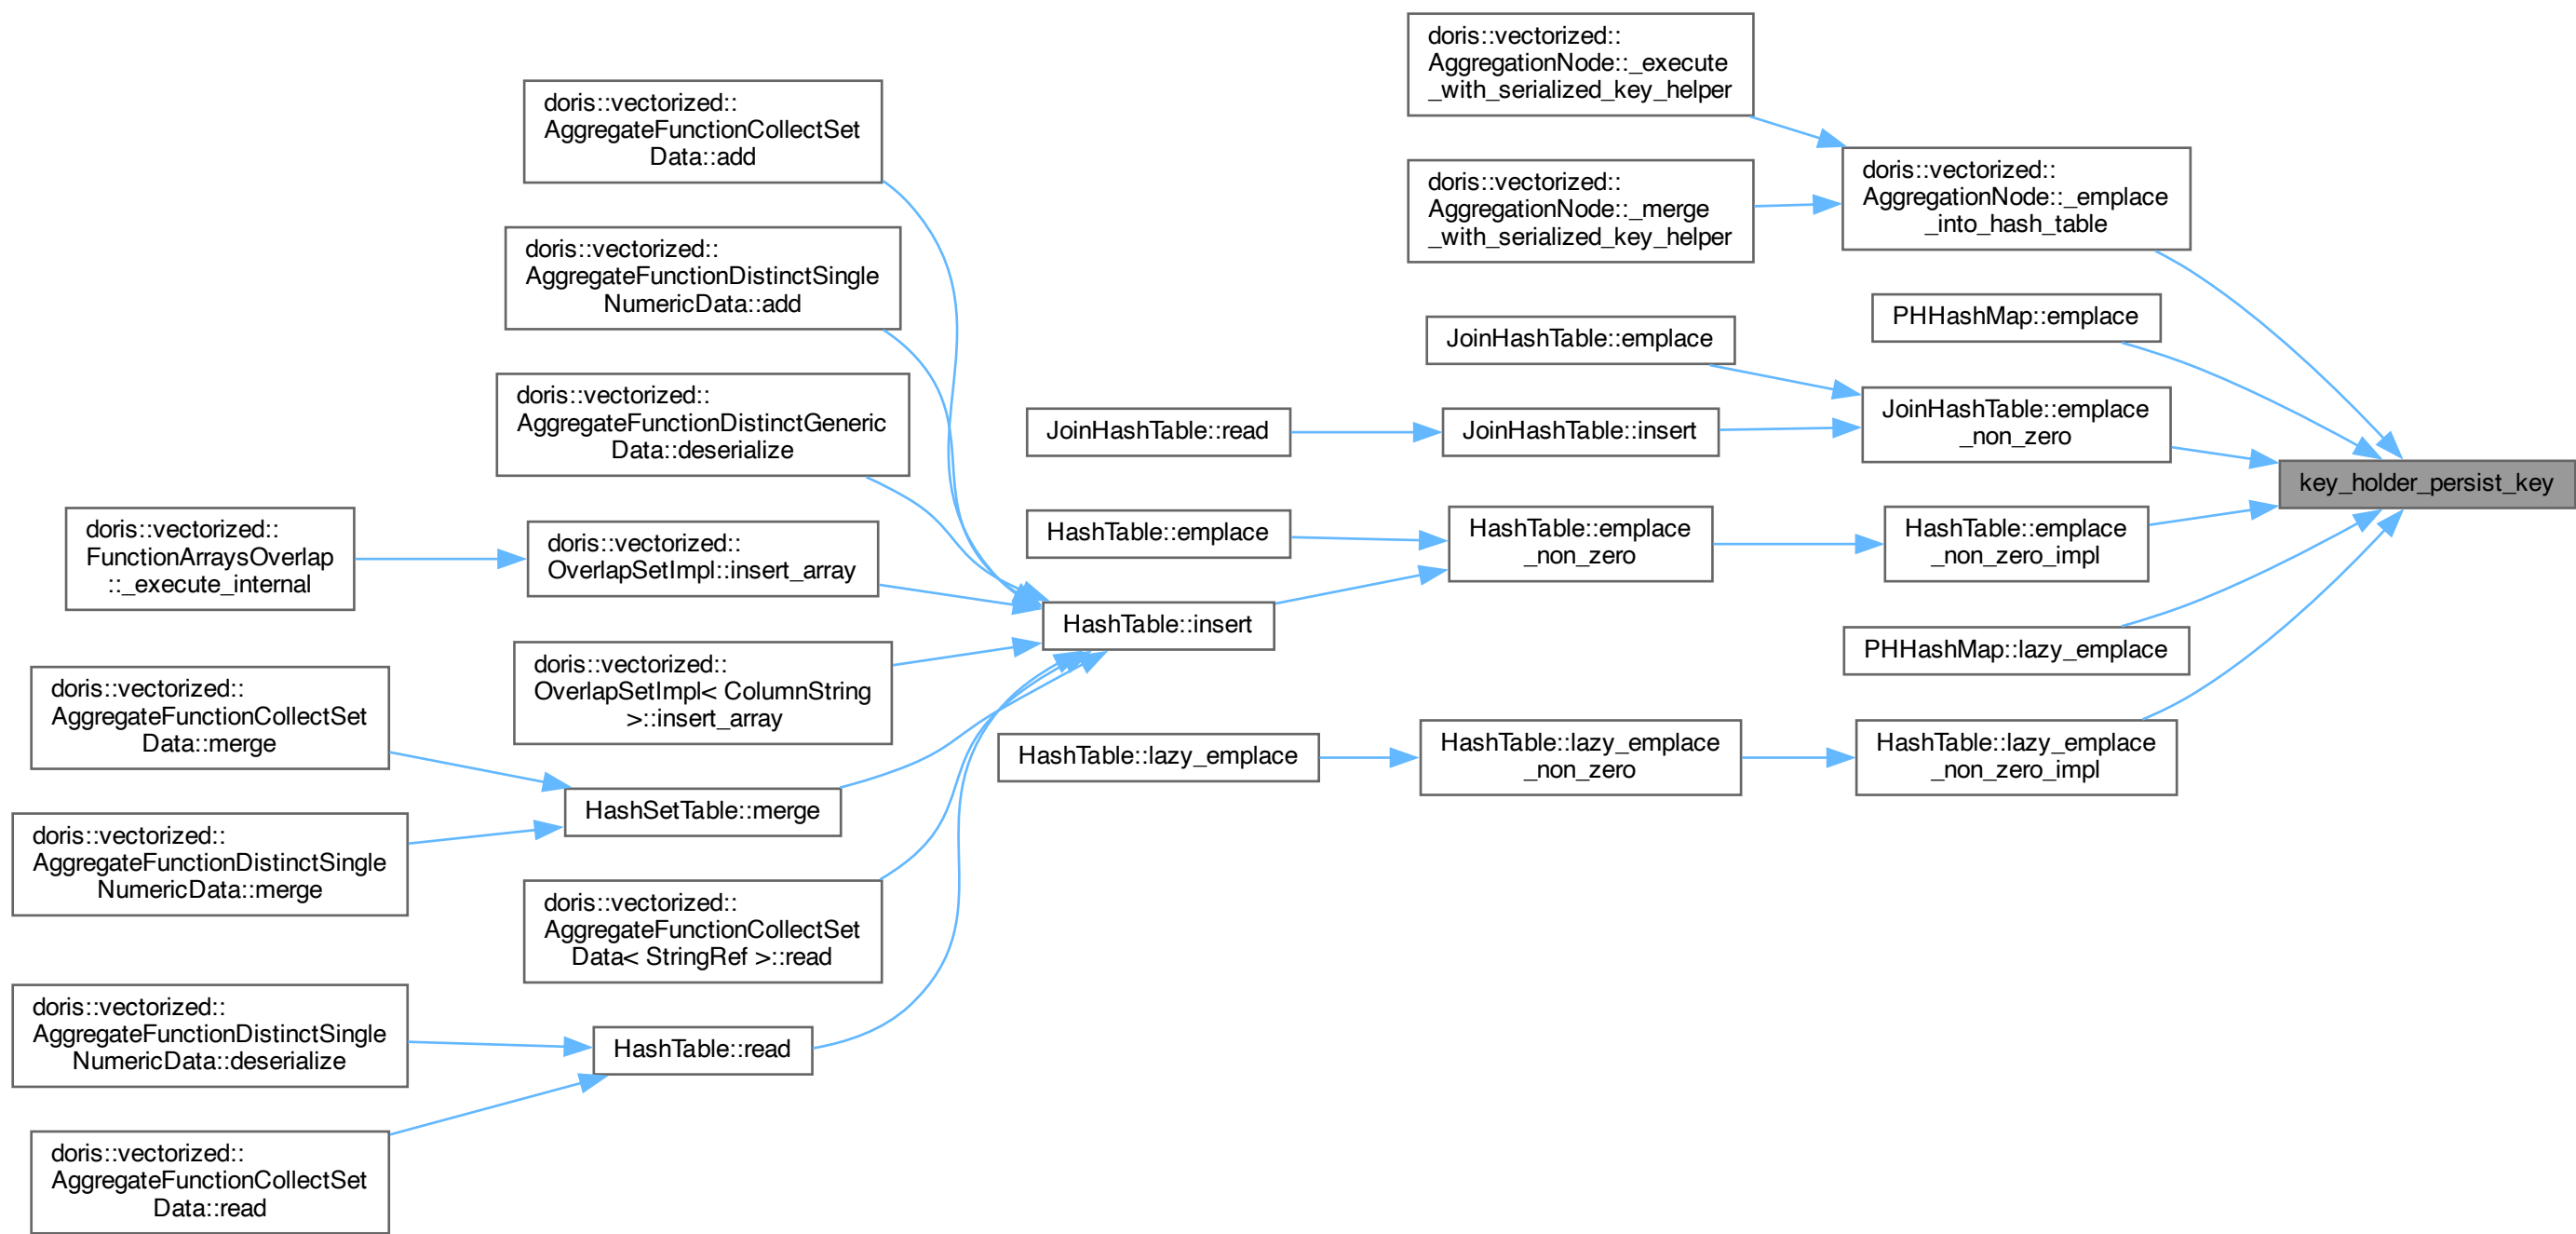 doris::vectorized::
AggregationNode::_execute
_with_serialized_key_helper
doris::vectorized::
AggregateFunctionCollectSet
Data::add
doris::vectorized::
AggregationNode::_emplace
_into_hash_table
doris::vectorized::
AggregationNode::_merge
_with_serialized_key_helper
doris::vectorized::
AggregateFunctionDistinctSingle
NumericData::add
PHHashMap::emplace
JoinHashTable::emplace
doris::vectorized::
AggregateFunctionDistinctGeneric
Data::deserialize
JoinHashTable::read
JoinHashTable::insert
JoinHashTable::emplace
_non_zero
key_holder_persist_key
doris::vectorized::
FunctionArraysOverlap
::_execute_internal
doris::vectorized::
OverlapSetImpl::insert_array
HashTable::emplace
HashTable::emplace
_non_zero
HashTable::emplace
_non_zero_impl
HashTable::insert
PHHashMap::lazy_emplace
doris::vectorized::
OverlapSetImpl< ColumnString
>::insert_array
doris::vectorized::
AggregateFunctionCollectSet
Data::merge
HashTable::lazy_emplace
HashTable::lazy_emplace
_non_zero
HashTable::lazy_emplace
_non_zero_impl
HashSetTable::merge
doris::vectorized::
AggregateFunctionDistinctSingle
NumericData::merge
doris::vectorized::
AggregateFunctionCollectSet
Data< StringRef >::read
doris::vectorized::
AggregateFunctionDistinctSingle
NumericData::deserialize
HashTable::read
doris::vectorized::
AggregateFunctionCollectSet
Data::read